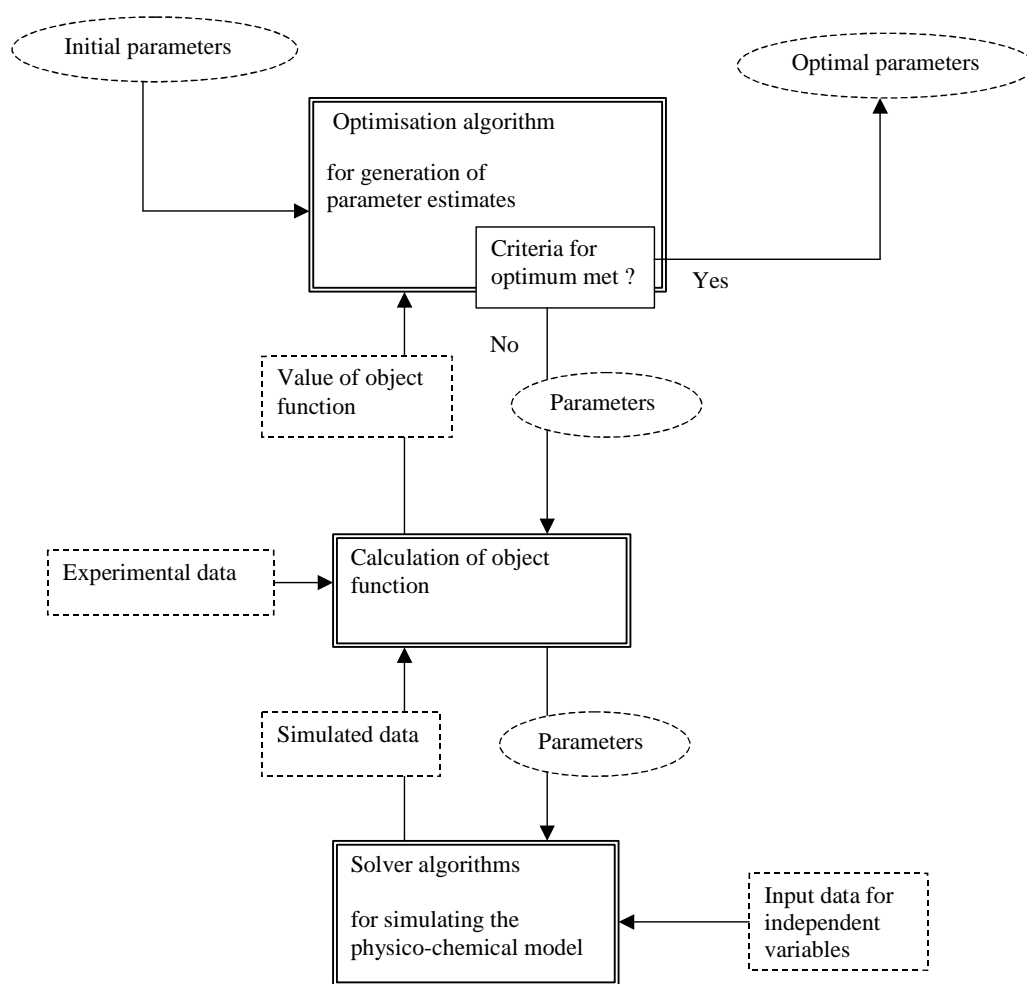 Initial parameters
Optimal parameters
Optimisation algorithm
for generation of
parameter estimates
Criteria for
optimum met ?
Yes
No
Value of object
function
Parameters
Calculation of object
function
Experimental data
Simulated data
Parameters
Solver algorithms
for simulating the
physico-chemical model
Input data for
independent
variables